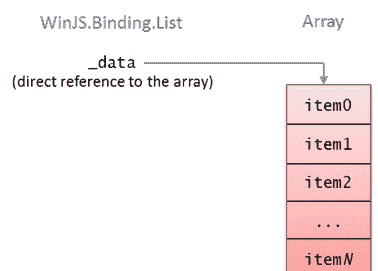 WinJS.Binding.List
Array
_data
(direct reference to the array)
item0
item1
item2
...
itemN